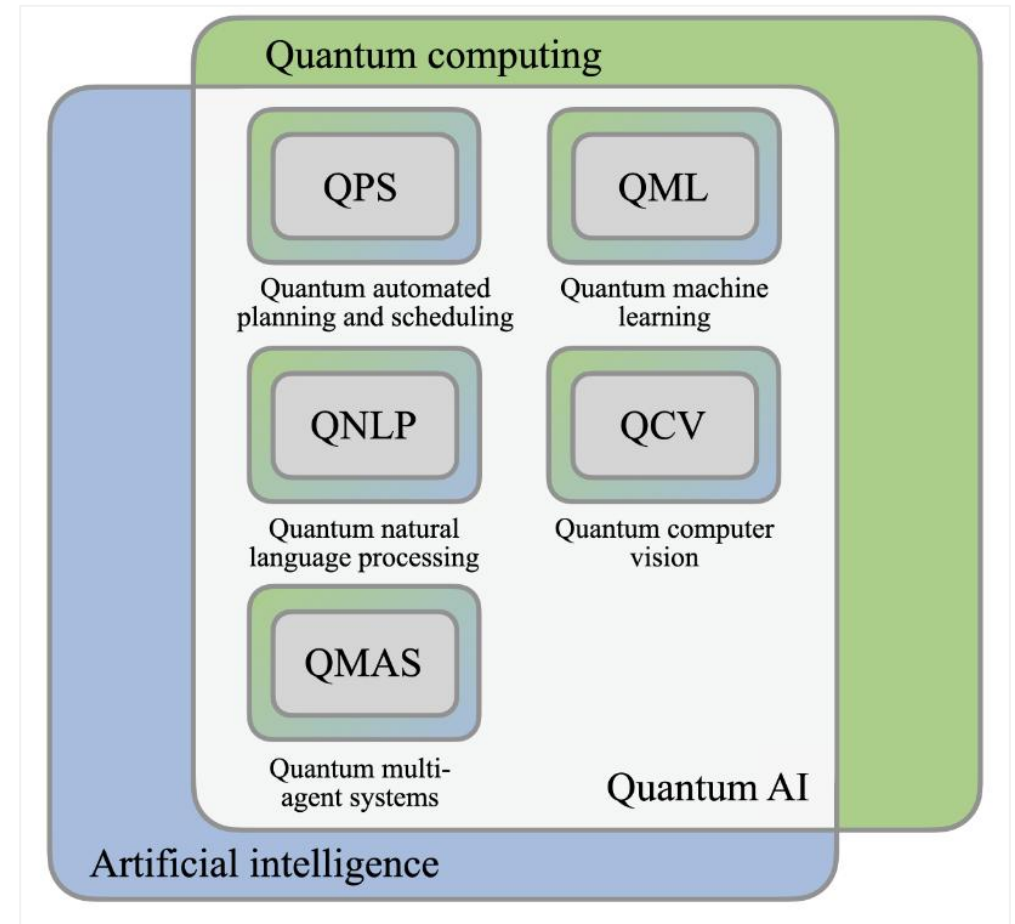 Quantum computing
QPS
Quantum automated
planning and scheduling
QML
Quantum machine
learning
QNLP
Quantum natural
language processing
QCV
Quantum computer
vision
QMAS
Quantum multi-
agent systems
Quantum AI
Artificial intelligence